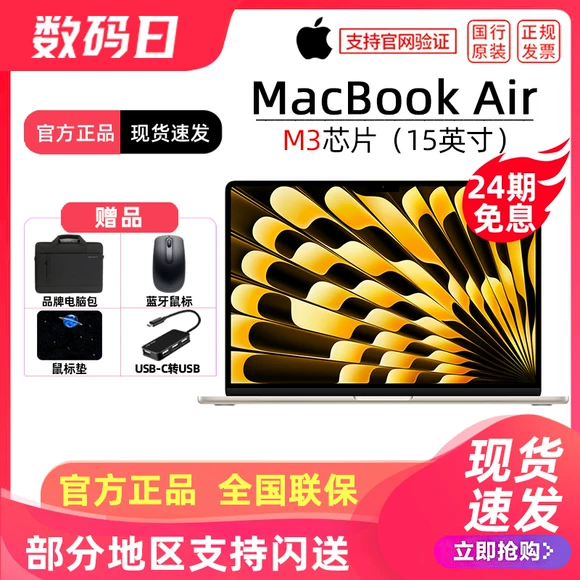 数码日
支持官网验证
国行
原装
正规
发票
MacBook Air
官方正品 现货速发
M3芯片（15英寸）
24期
免息
赠品
品牌电脑包
蓝牙鼠标
鼠标垫
USB-C转USB
官方正品 全国联保
现货
速发
部分地区支持闪送
立即抢购>